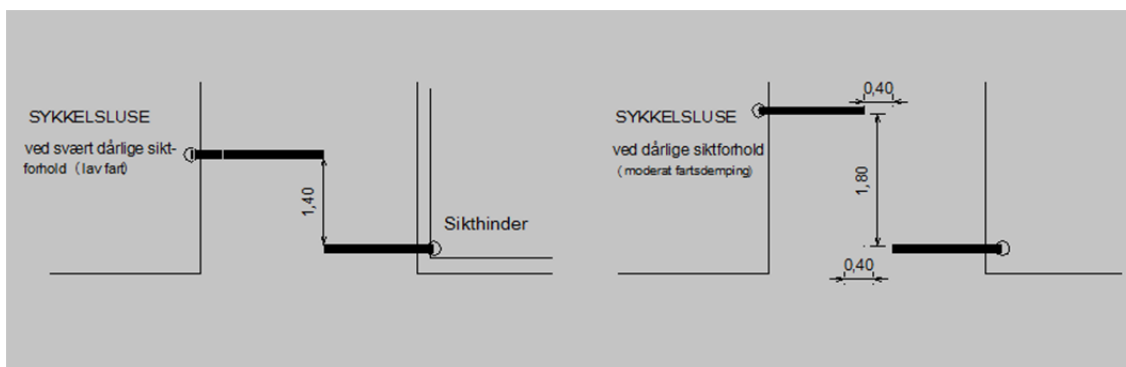 SYKKELSLUSE
ved svært dårlige sikt-
forhold (lav fart)
1,40
Sikthinder
SYKKELSLUSE
ved dårlige siktforhold
(moderat fartsdemping)
0,40
1,80
0,40